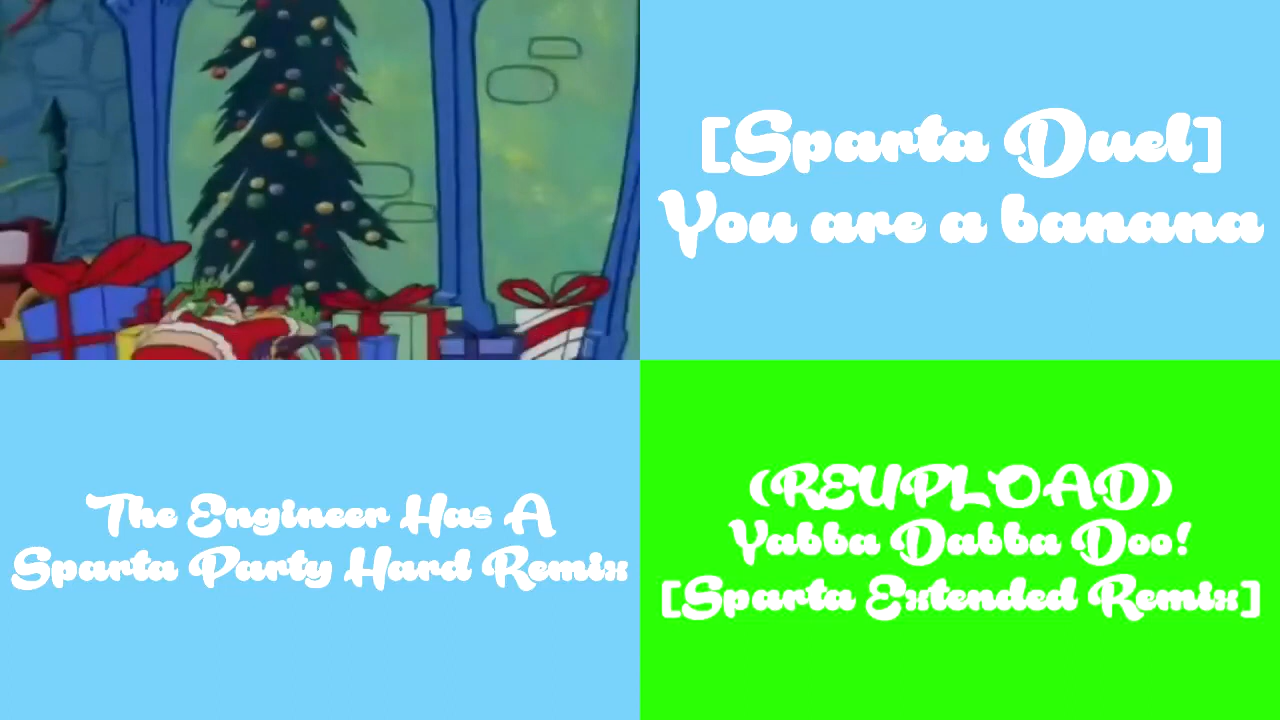 [Sparta Duel]
You are a banana
The Engineer Has A
Sparta Party Hard Remix
(REUPLOAD)
Yabba Dabba Doo!
[Sparta Extended Remix]